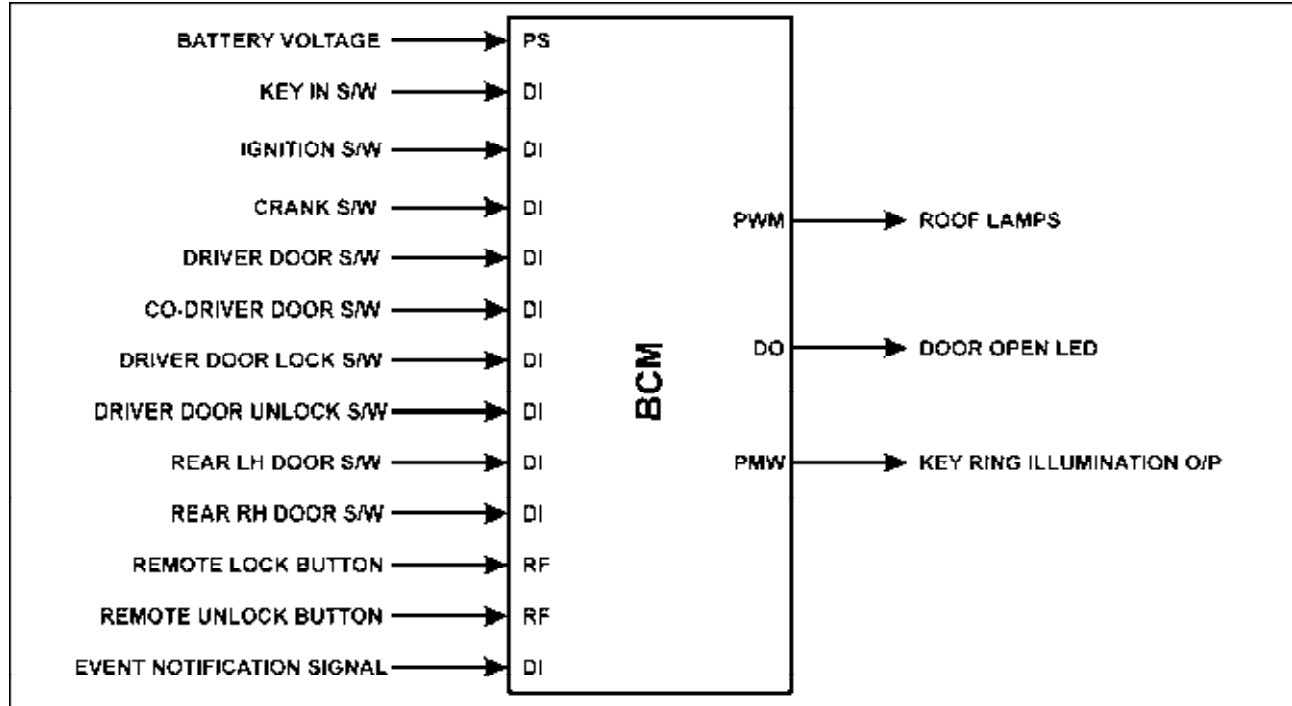 BATTERY VOLTAGE PS
KEY IN S/W DI
IGNITION S/W DI
CRANK S/W DI
PWM ROOF LAMPS
DRIVER DOOR S/W DI
CO-DRIVER DOOR S/W DI
DO DOOR OPEN LED
DRIVER DOOR LOCK S/W DI
BCM
DRIVER DOOR UNLOCK S/W DI
REAR LH DOOR S/W DI
PMW KEY RING ILLUMINATION O/P
REAR RH DOOR S/W DI
REMOTE LOCK BUTTON RF
REMOTE UNLOCK BUTTON RF
EVENT NOTIFICATION SIGNAL DI